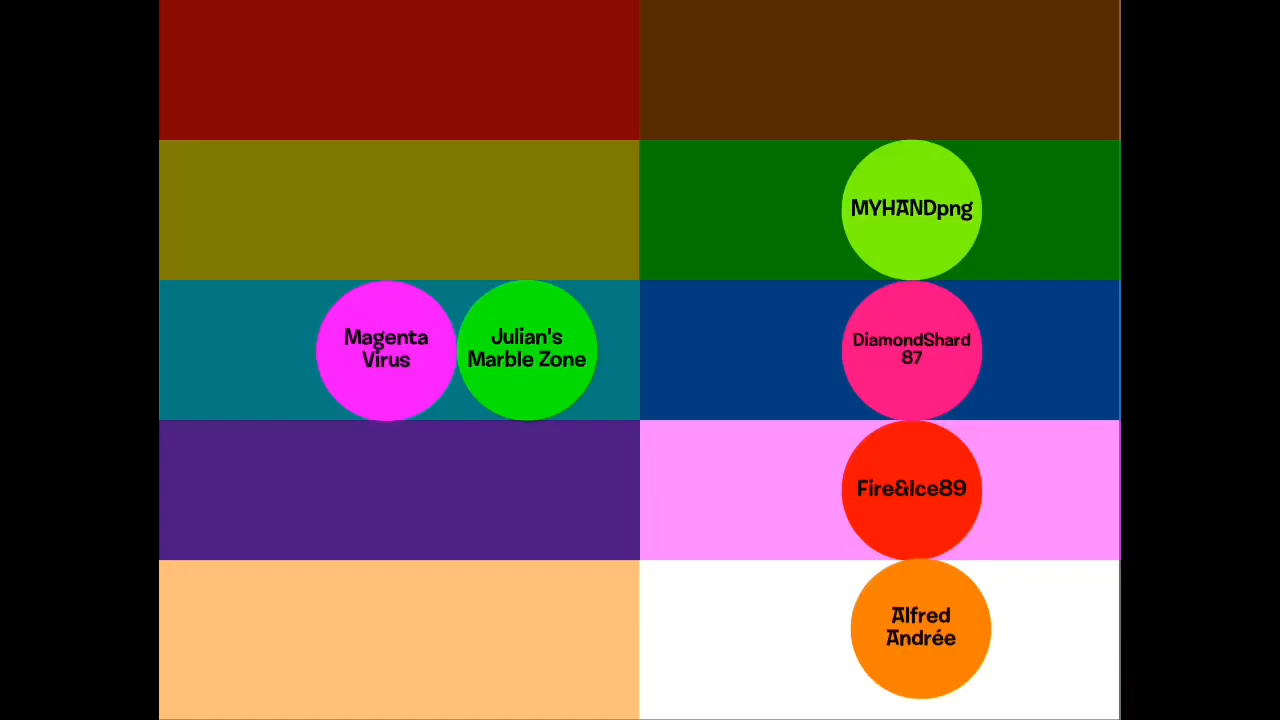 MYHANDpng
Magenta
Virus
Julian's
Marble Zone
DiamondShard
87
Fire&Ice89
Alfred
Andrée